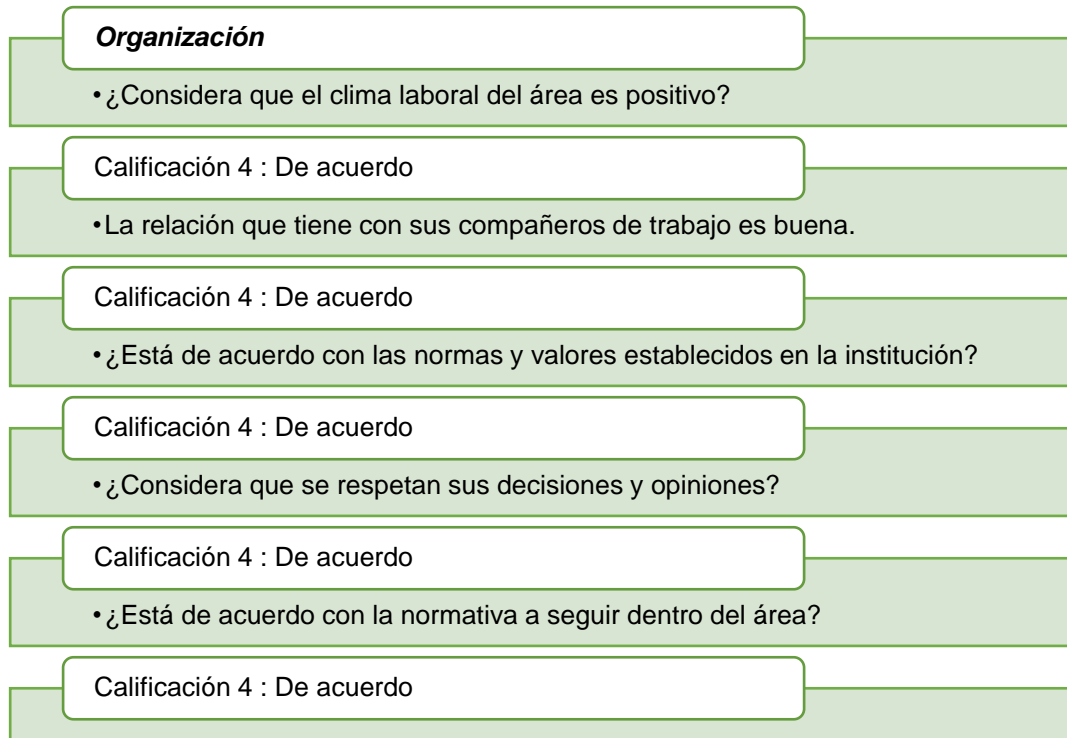 Organización
•¿Considera que el clima laboral del área es positivo?
Calificación 4 : De acuerdo
•La relación que tiene con sus compañeros de trabajo es buena.
Calificación 4 : De acuerdo
•¿Está de acuerdo con las normas y valores establecidos en la institución?
Calificación 4 : De acuerdo
•¿Considera que se respetan sus decisiones y opiniones?
Calificación 4 : De acuerdo
•¿Está de acuerdo con la normativa a seguir dentro del área?
Calificación 4 : De acuerdo